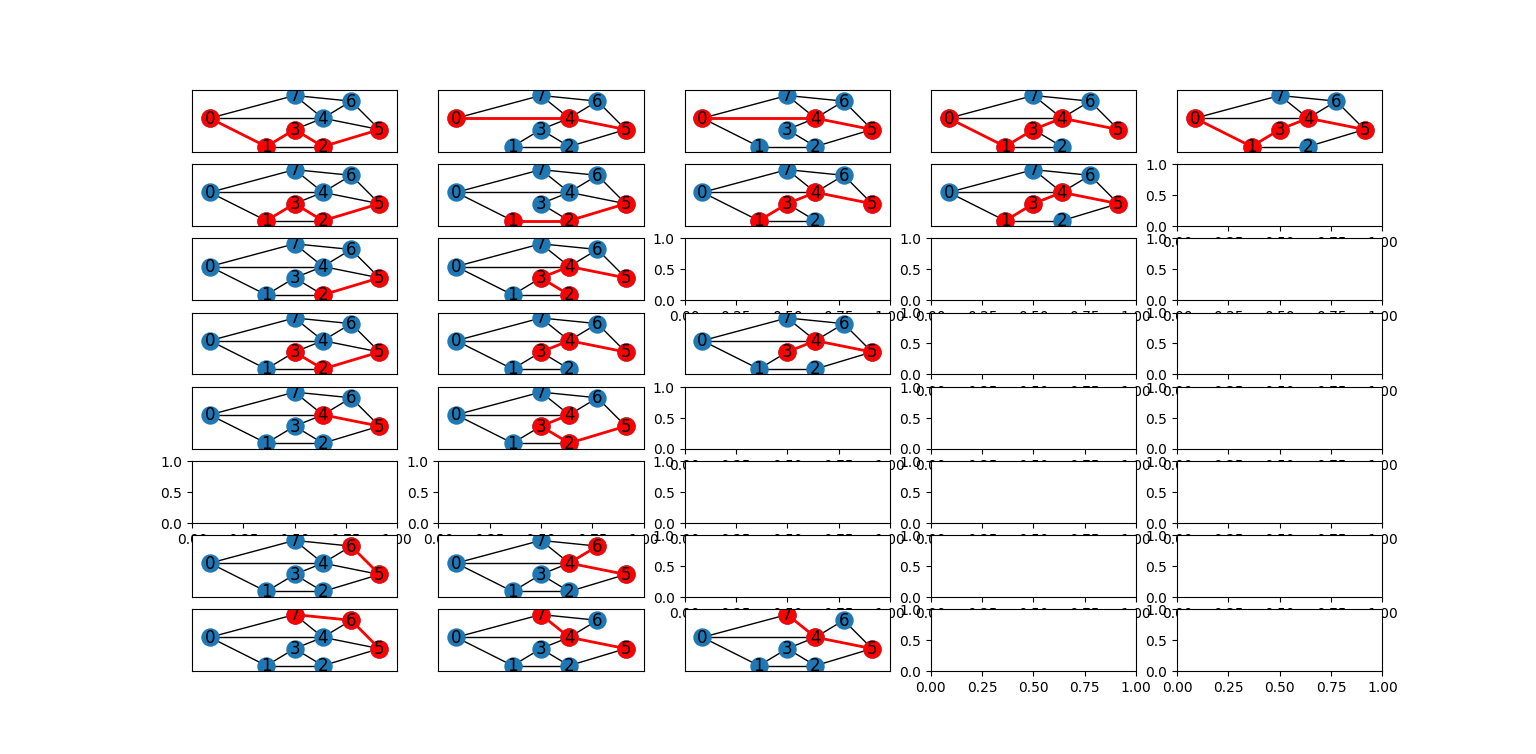 7 6 7 6 7 6 7 6 7 6
0 4 0 4 0 4 0 4 0 4
3 5 3 5 3 5 3 5 3 5
1 2 1 2 1 2 1 2 1 2
7 6 7 6 7 6 7 6 1.0
0 4 0 4 0 4 0 4 0.5
3 5 3 5 3 5 3 5
1 2 1 2 1 2 1 2 0.0
7 6 7 6 1.0 1.0 1.0
0 4 0 4 0.5 0.5 0.5
3 5 3 5
1 2 1 2 0.0 0.0 0.0
7 6 7 6 7 6 1.0 1.0
0 4 0 4 0 4 0.5 0.5
3 5 3 5 3 5
1 2 1 2 1 2 0.0 0.0
7 6 7 6 1.0 1.0 1.0
0 4 0 4 0.5 0.5 0.5
3 5 3 5
1 2 1 2 0.0 0.0 0.0
1.0 1.0 1.0 1.0 1.0
0.5 0.5 0.5 0.5 0.5
0.0 0.0 0.0 0.0 0.0
7 6 7 6 1.0 1.0 1.0
0 4 0 4 0.5 0.5 0.5
3 5 3 5
1 2 1 2 0.0 0.0 0.0
7 6 7 6 7 6 1.0 1.0
0 4 0 4 0 4 0.5 0.5
3 5 3 5 3 5
1 2 1 2 1 2 0.0 0.0
0.00 0.25 0.50 0.75 1.00 0.00 0.25 0.50 0.75 1.00